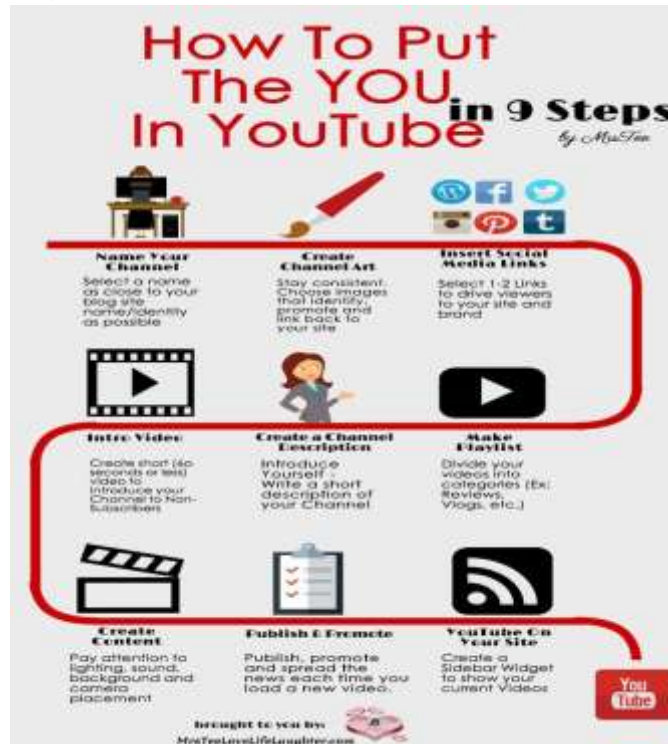 How To Put
The YOU
In YouTube
in 9 Steps
by MrsTee
Name Your
Channel
Select a name
as close to your
blog site
name/identity
as possible
Create
Channel Art
Stay consistent.
Choose images
that identify,
promote and
link back to
your site
Insert Social
Media Links
Select 1-2 Links
to drive viewers
to your site and
brand
Intro Video
Create short (60
seconds or less)
video to
Introduce your
Channel to Non-
Subscribers
Create a Channel
Description
Introduce
Yourself -
Write a short
description of
your Channel
Make
Playlist
Divide your
videos into
categories (Ex:
Reviews,
Vlogs, etc.)
Create
Content
Pay attention to
lighting, sound,
background and
camera
placement
Publish & Promote
Publish, promote
and spread the
news each time you
load a new video.
YouTube On
Your Site
Create a
Sidebar Widget
to show your
current Videos
You
Tube
brought to you by:
MrsTeeLoveLifeLaughter.com